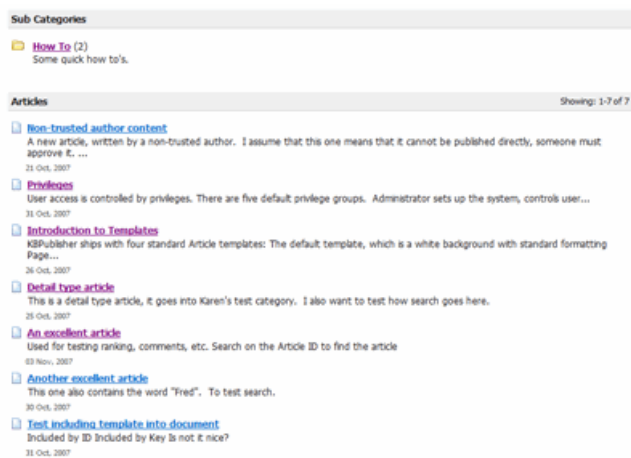 Sub Categories
How To (2)
Some quick how to's.
Articles
Showing: 1-7 of 7
Non-trusted author content
A new article, written by a non-trusted author. I assume that this one means that it cannot be published directly, someone must
approve it. ...
21 Oct, 2007
Privileges
User access is controlled by privileges. There are five default privilege groups. Administrator sets up the system, controls user...
31 Oct, 2007
Introduction to Templates
KBPublisher ships with four standard Article templates: The default template, which is a white background with standard formatting
Page...
26 Oct, 2007
Detail type article
This is a detail type article, it goes into Karen's test category. I also want to test how search goes here.
25 Oct, 2007
An excellent article
Used for testing ranking, comments, etc. Search on the Article ID to find the article
03 Nov, 2007
Another excellent article
This one also contains the word "Fred". To test search.
30 Oct, 2007
Test including template into document
Included by ID Included by Key Is not it nice?
31 Oct, 2007